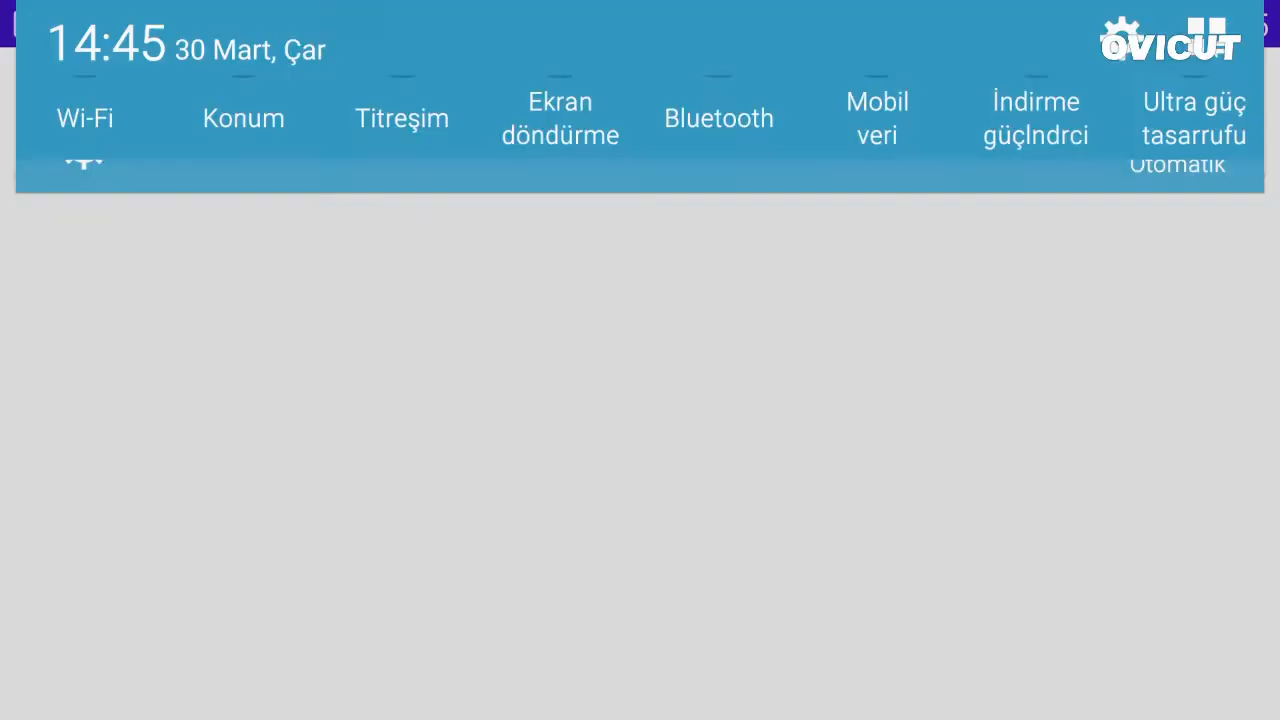 14:45 30 Mart, Çar
OVICUT
Wi-Fi
Konum
Titreşim
Ekran
döndürme
Bluetooth
Mobil
veri
İndirme
güçlndrci
Ultra güç
tasarrufu
Otomatik